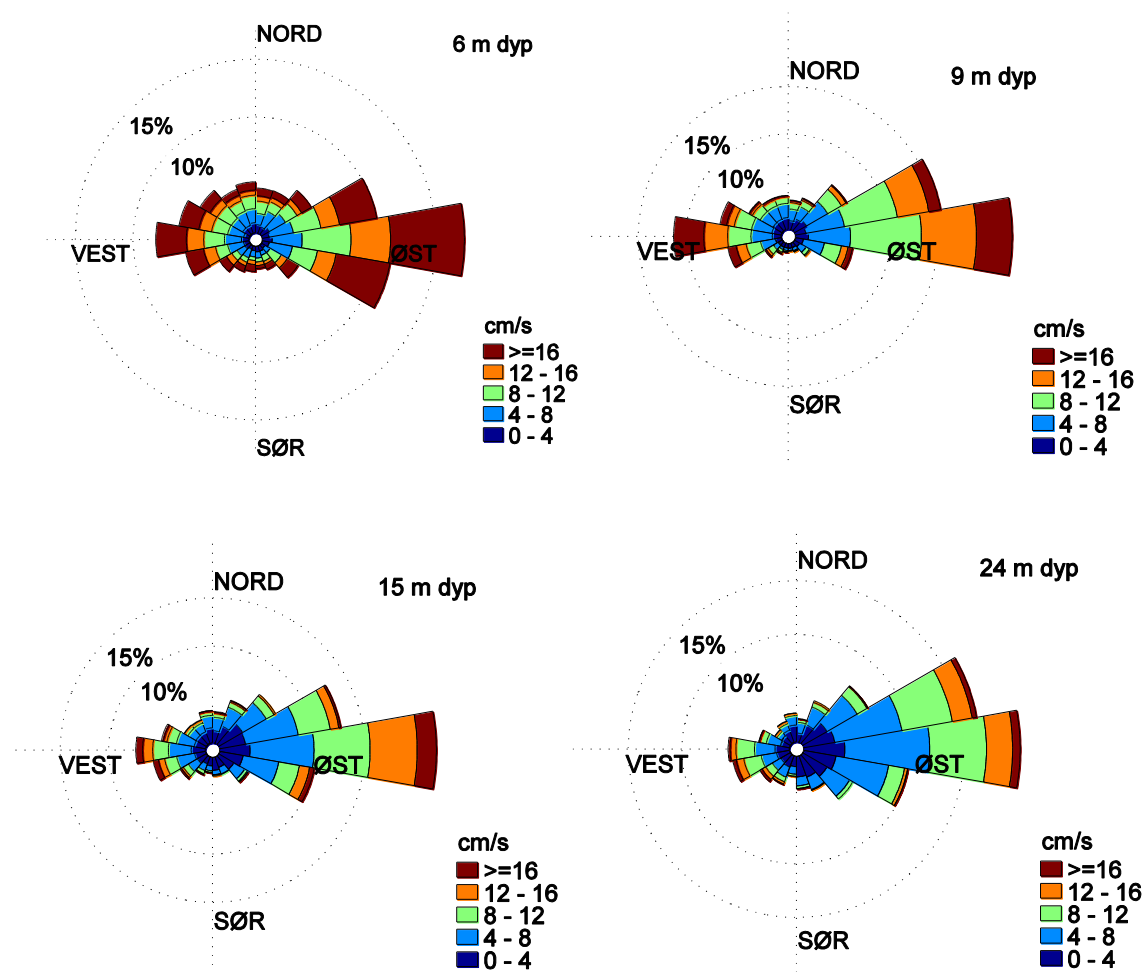 NORD
6 m dyp
15%
10%
VEST
ØST
SØR
cm/s
>=16
12 - 16
8 - 12
4 - 8
0 - 4
NORD
9 m dyp
15%
10%
VEST
ØST
SØR
cm/s
>=16
12 - 16
8 - 12
4 - 8
0 - 4
NORD
15 m dyp
15%
10%
VEST
ØST
SØR
cm/s
>=16
12 - 16
8 - 12
4 - 8
0 - 4
NORD
24 m dyp
15%
10%
VEST
ØST
SØR
cm/s
>=16
12 - 16
8 - 12
4 - 8
0 - 4